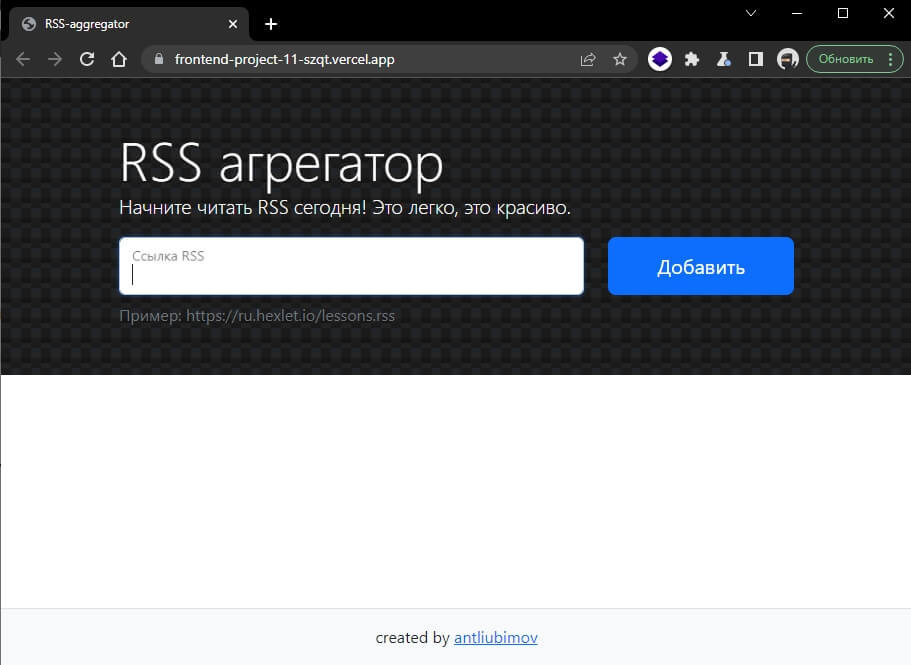 RSS-aggregator
frontend-project-11-szqt.vercel.app
Обновить
RSS агрегатор
Начните читать RSS сегодня! Это легко, это красиво.
Ссылка RSS
Добавить
Пример: https://ru.hexlet.io/lessons.rss
created by antliubimov